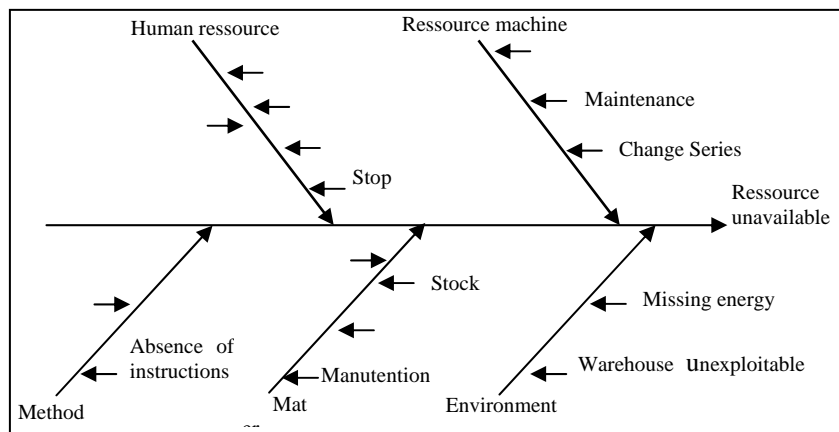 Human ressource
Ressource machine
Maintenance
Change Series
Stop
Ressource
unavailable
Stock
Missing energy
Absence of
instructions
Manutention
Warehouse unexploitable
Method
Mat
Environment
er